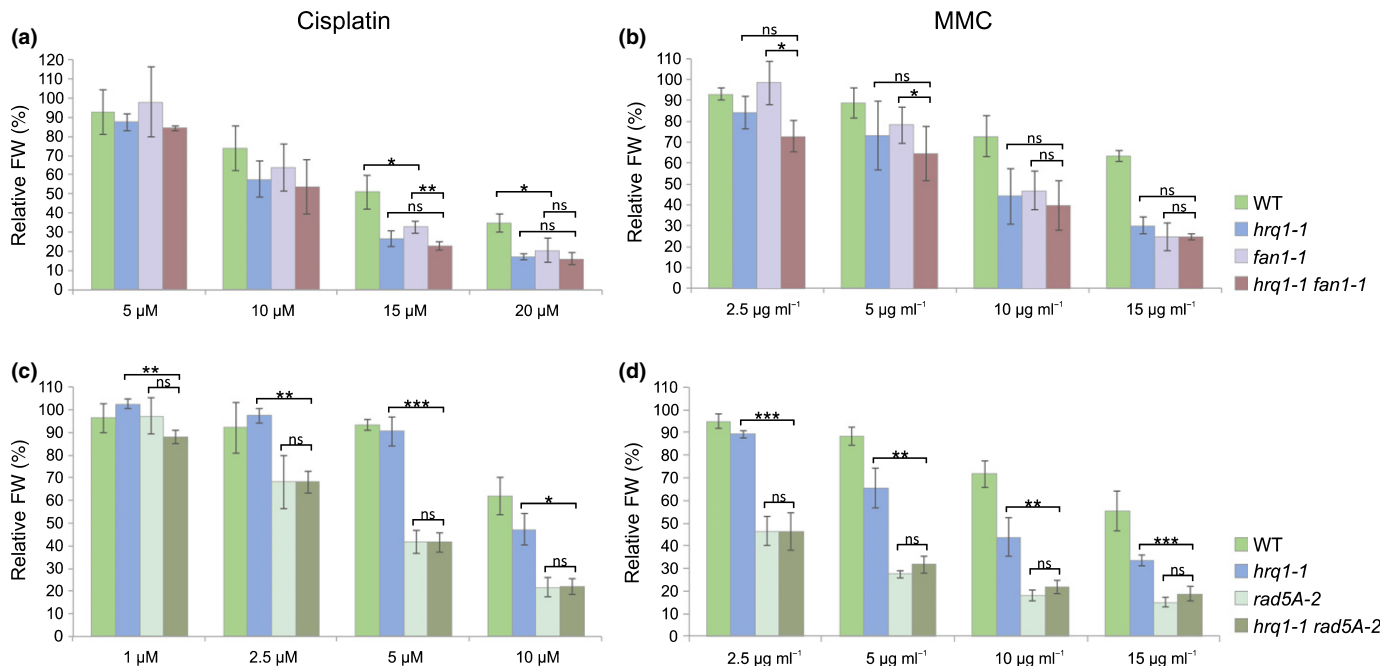 Cisplatin
MMC
(a)
Relative FW (%)
120
110
100
90
80
70
60
50
40
30
20
10
0
* ** ns
* ns ns
5 µM 10 µM 15 µM 20 µM
(b)
Relative FW (%)
110
100
90
80
70
60
50
40
30
20
10
0
ns *
ns *
ns ns
ns ns
2.5 µg ml⁻¹ 5 µg ml⁻¹ 10 µg ml⁻¹ 15 µg ml⁻¹
WT
hrq1-1
fan1-1
hrq1-1 fan1-1
(c)
Relative FW (%)
110
100
90
80
70
60
50
40
30
20
10
0
** ns
** ns
*** ns
* ns
1 µM 2.5 µM 5 µM 10 µM
(d)
Relative FW (%)
110
100
90
80
70
60
50
40
30
20
10
0
*** ns
** ns
** ns
*** ns
2.5 µg ml⁻¹ 5 µg ml⁻¹ 10 µg ml⁻¹ 15 µg ml⁻¹
WT
hrq1-1
rad5A-2
hrq1-1 rad5A-2